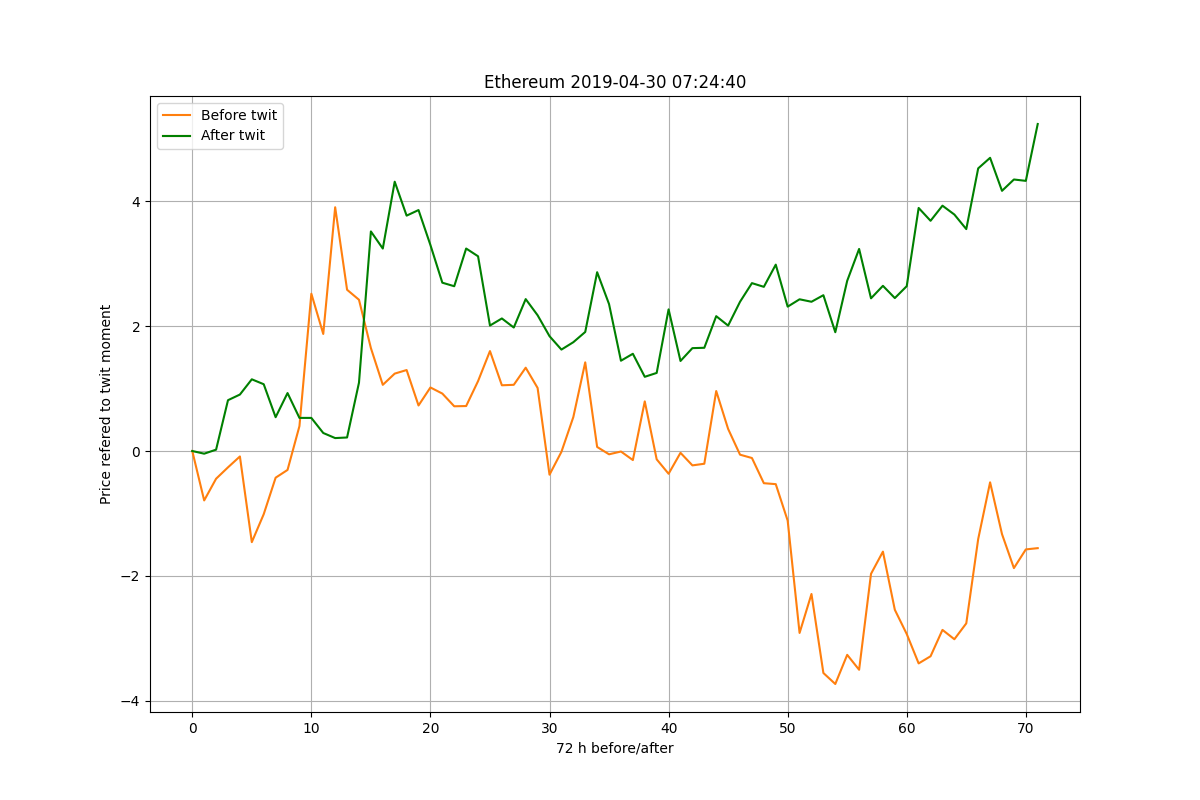 Ethereum 2019-04-30 07:24:40
Before twit
After twit
Price refered to twit moment
4
2
0
−2
−4
0 10 20 30 40 50 60 70
72 h before/after